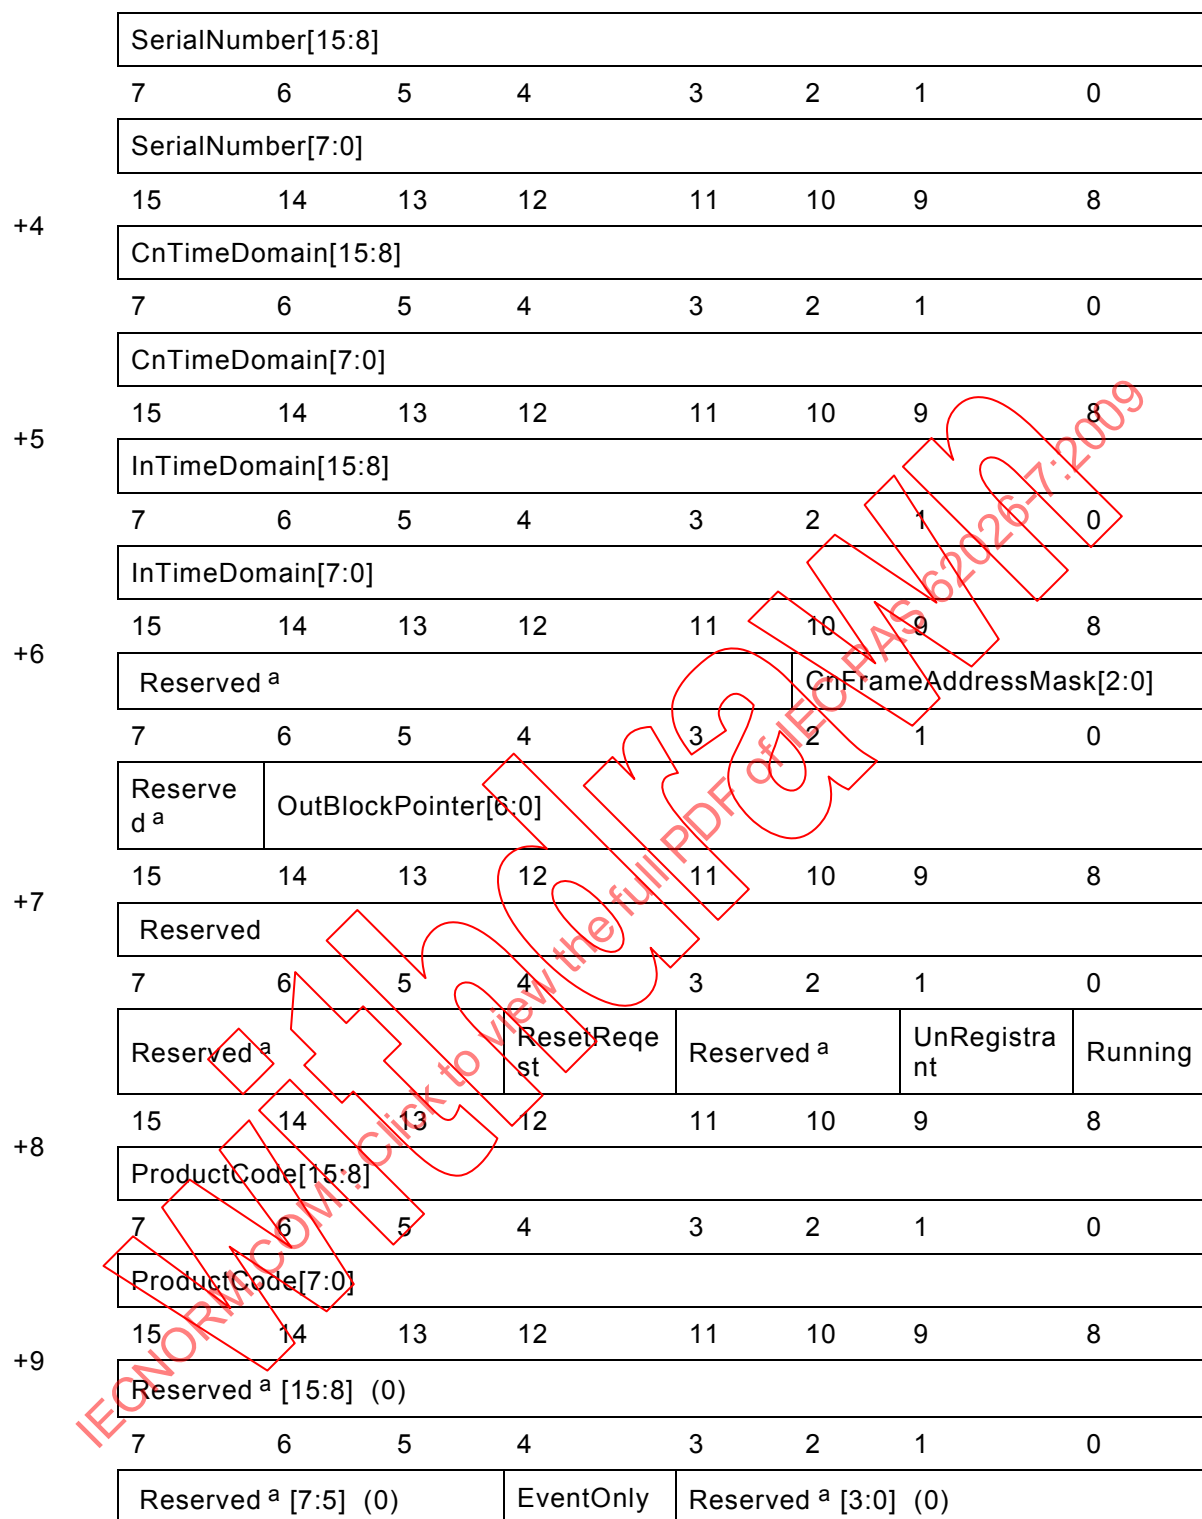 SerialNumber[15:8]
7 6 5 4 3 2 1 0
SerialNumber[7:0]
+4
15 14 13 12 11 10 9 8
CnTimeDomain[15:8]
7 6 5 4 3 2 1 0
CnTimeDomain[7:0]
+5
15 14 13 12 11 10 9 8
InTimeDomain[15:8]
7 6 5 4 3 2 1 0
InTimeDomain[7:0]
+6
15 14 13 12 11 10 9 8
Reserved a CnFrameAddressMask[2:0]
7 6 5 4 3 2 1 0
Reserve
d a
OutBlockPointer[6:0]
+7
15 14 13 12 11 10 9 8
Reserved
7 6 5 4 3 2 1 0
Reserved a
ResetReqe
st
Reserved a
UnRegistra
nt
Running
+8
15 14 13 12 11 10 9 8
ProductCode[15:8]
7 6 5 4 3 2 1 0
ProductCode[7:0]
+9
15 14 13 12 11 10 9 8
Reserved a [15:8] (0)
7 6 5 4 3 2 1 0
Reserved a [7:5] (0) EventOnly Reserved a [3:0] (0)
Withdrawn
IECNORM.COM : Click to view the full PDF of IEC PAS 62026-7:2009